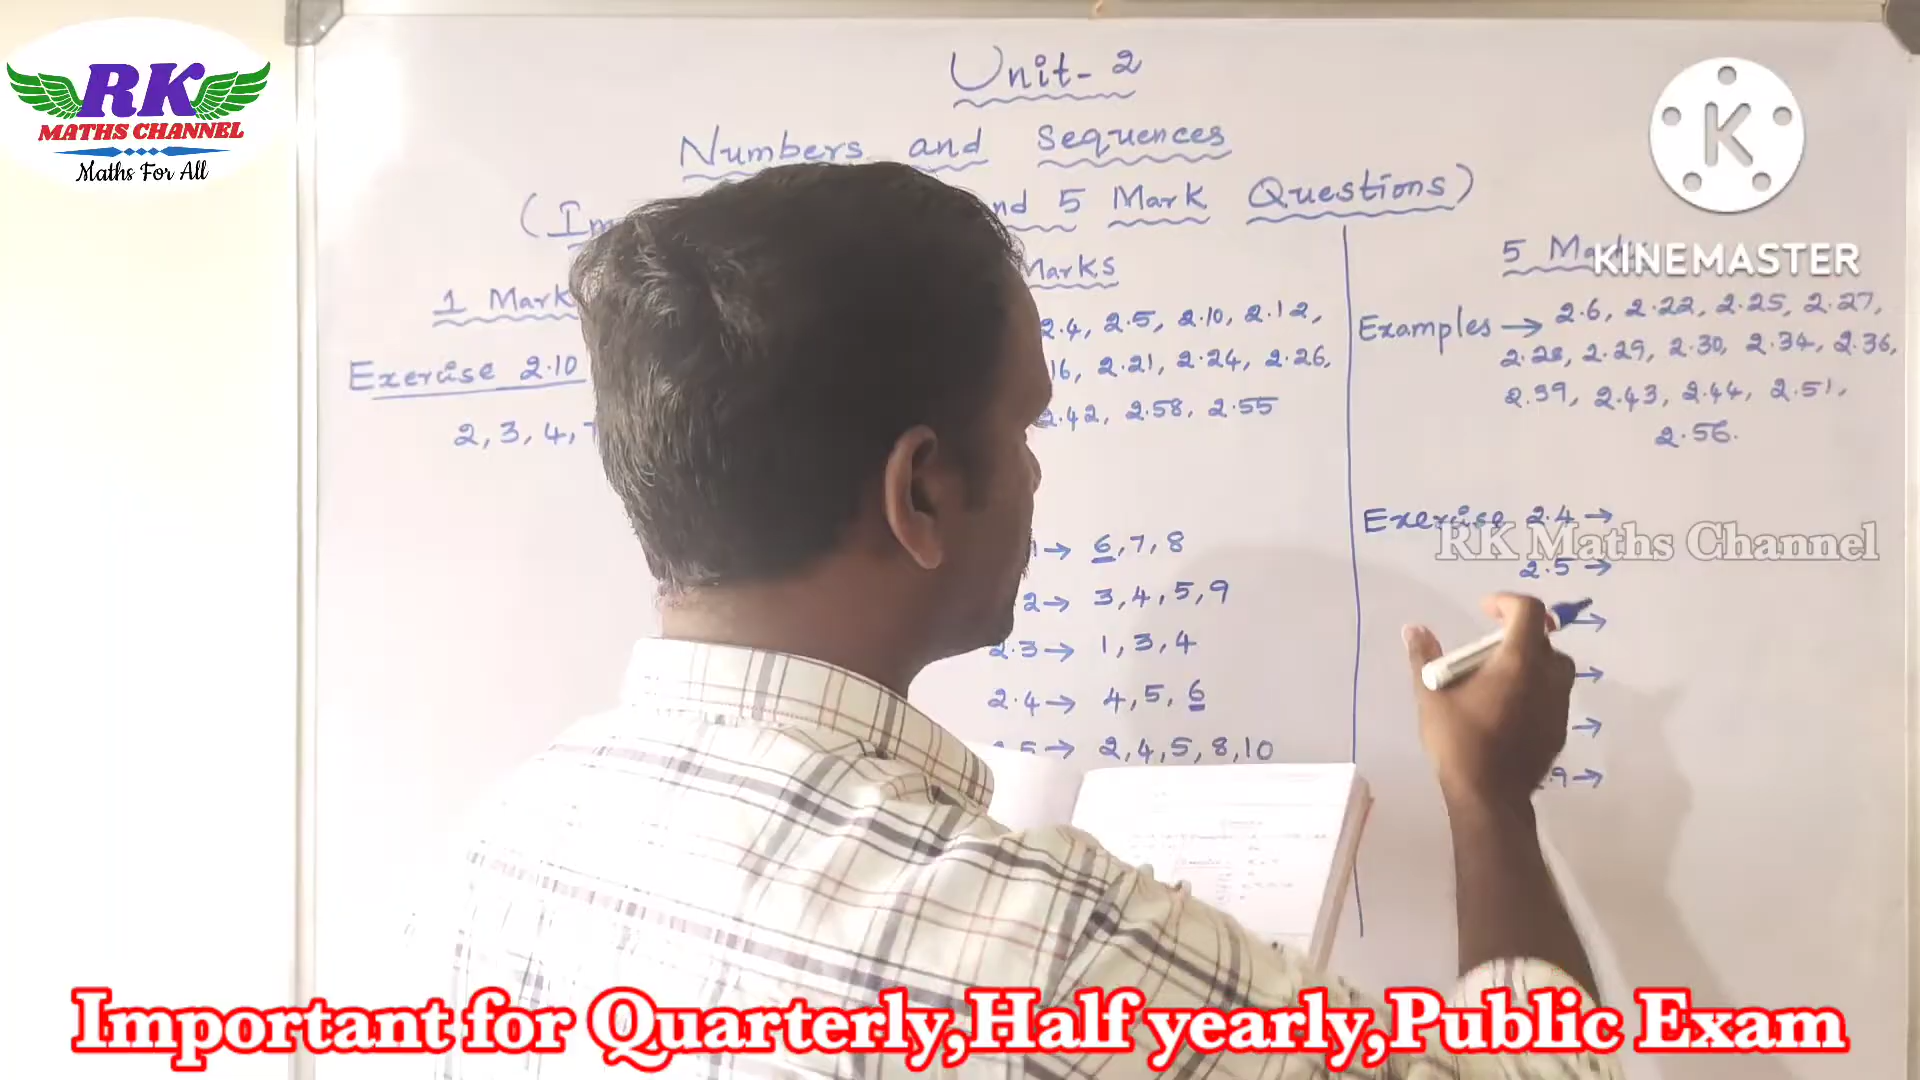 RK
MATHS CHANNEL
Maths For All
Unit-2
Numbers and Sequences
and 5 Mark Questions)
1 Mark
Exercise 2.10
2, 3, 4,
Marks
2.4, 2.5, 2.10, 2.12,
16, 2.21, 2.24, 2.26,
2.42, 2.58, 2.55
→ 6, 7, 8
2 → 3, 4, 5, 9
2.3 → 1, 3, 4
2.4 → 4, 5, 6
5 → 2, 4, 5, 8, 10
K
KINEMASTER
5 Marks
Examples → 2.6, 2.22, 2.25, 2.27,
2.28, 2.29, 2.30, 2.34, 2.36,
2.39, 2.43, 2.44, 2.51,
2.56.
Exercise 2.4 →
RK Maths Channel
2.5 →
→
→
→
9 →
Important for Quarterly,Half yearly,Public Exam